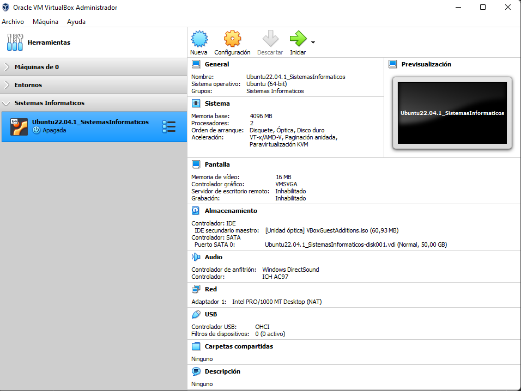 Oracle VM VirtualBox Administrador
Archivo Máquina Ayuda
Herramientas
Nueva Configuración Descartar Iniciar
Máquinas de 0
Entornos
Sistemas Informaticos
Ubuntu22.04.1_SistemasInformaticos
Apagada
General
Nombre: Ubuntu22.04.1_SistemasInformaticos
Sistema operativo: Ubuntu (64-bit)
Grupos: Sistemas Informaticos
Sistema
Memoria base: 4096 MB
Procesadores: 2
Orden de arranque: Disquete, Óptica, Disco duro
Aceleración: VT-x/AMD-V, Paginación anidada,
Paravirtualización KVM
Previsualización
Ubuntu22.04.1_SistemasInformaticos
Pantalla
Memoria de vídeo: 16 MB
Controlador gráfico: VMSVGA
Servidor de escritorio remoto: Inhabilitado
Grabación: Inhabilitado
Almacenamiento
Controlador: IDE
IDE secundario maestro: [Unidad óptica] VBoxGuestAdditions.iso (60,93 MB)
Controlador: SATA
Puerto SATA 0: Ubuntu22.04.1_SistemasInformaticos-disk001.vdi (Normal, 50,00 GB)
Audio
Controlador de anfitrión: Windows DirectSound
Controlador: ICH AC97
Red
Adaptador 1: Intel PRO/1000 MT Desktop (NAT)
USB
Controlador USB: OHCI
Filtros de dispositivos: 0 (0 activo)
Carpetas compartidas
Ninguno
Descripción
Ninguno